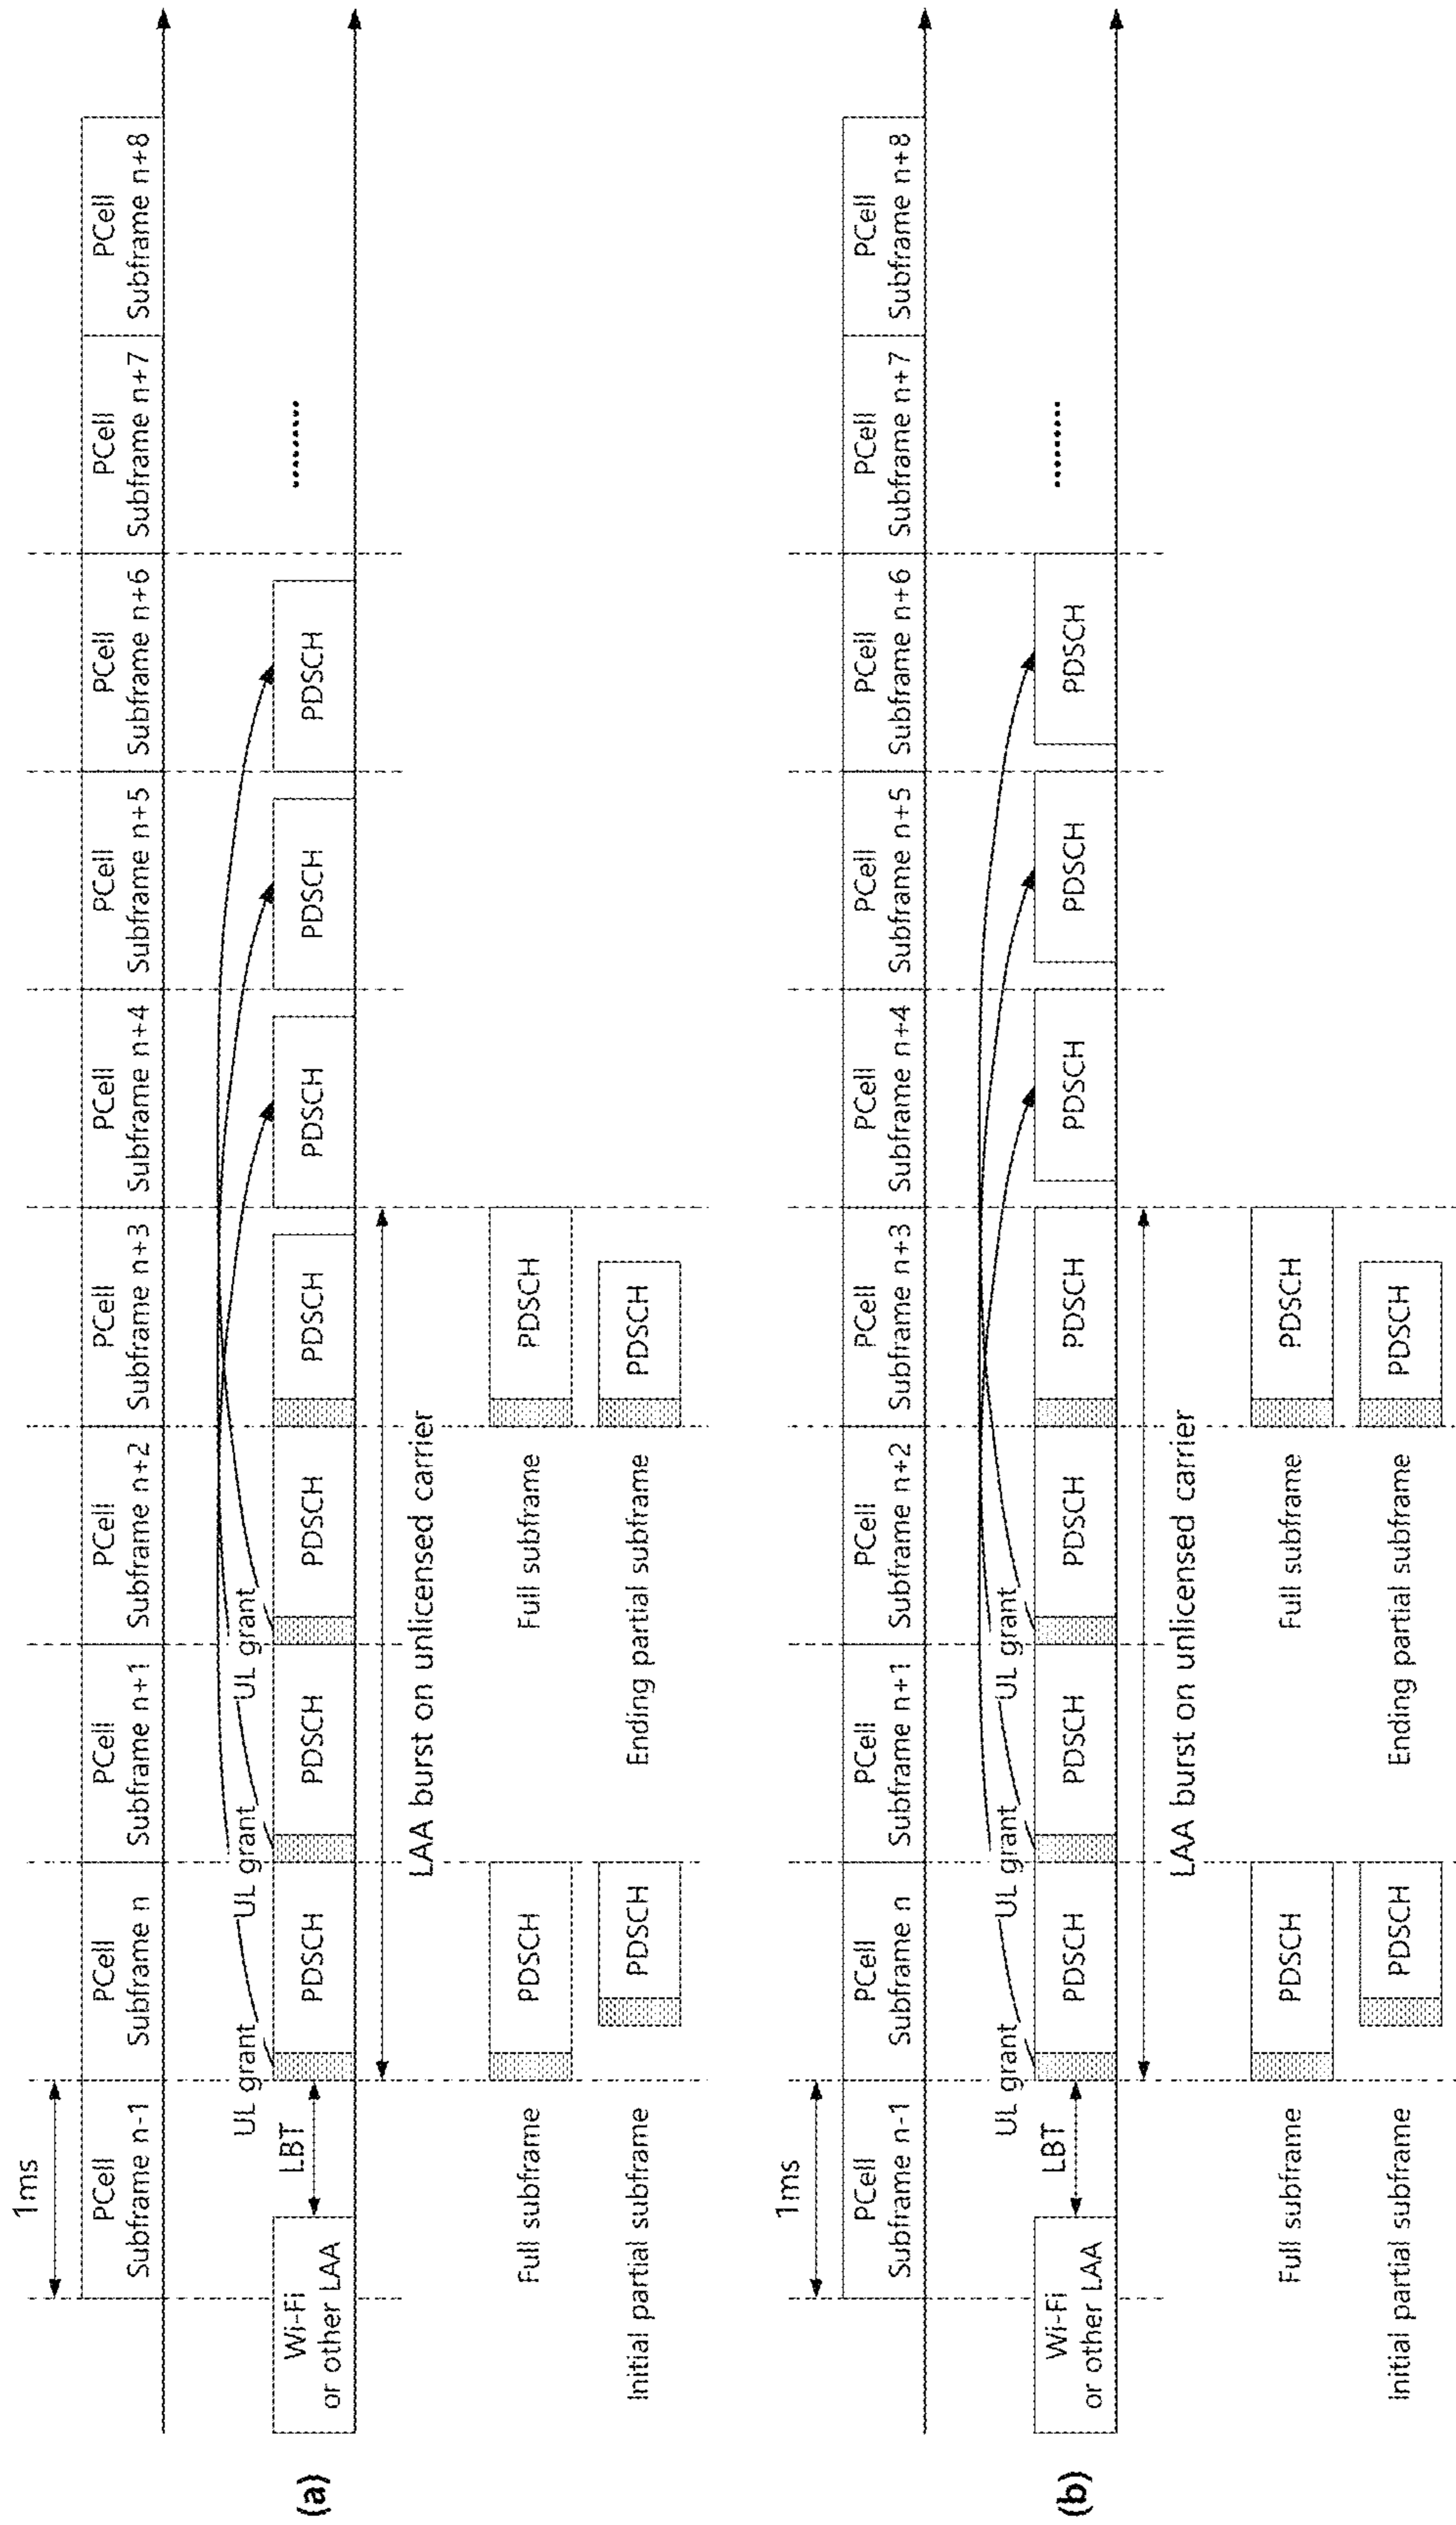 1ms
PCell
Subframe n-1
PCell
Subframe n
PCell
Subframe n+1
PCell
Subframe n+2
PCell
Subframe n+3
PCell
Subframe n+4
PCell
Subframe n+5
PCell
Subframe n+6
PCell
Subframe n+7
PCell
Subframe n+8
UL grant
UL grant
UL grant
(a)
Wi-Fi
or other LAA
LBT
PDSCH
PDSCH
PDSCH
PDSCH
PDSCH
PDSCH
PDSCH
........
LAA burst on unlicensed carrier
Full subframe
PDSCH
Full subframe
PDSCH
Initial partial subframe
PDSCH
Ending partial subframe
PDSCH
1ms
PCell
Subframe n-1
PCell
Subframe n
PCell
Subframe n+1
PCell
Subframe n+2
PCell
Subframe n+3
PCell
Subframe n+4
PCell
Subframe n+5
PCell
Subframe n+6
PCell
Subframe n+7
PCell
Subframe n+8
UL grant
UL grant
UL grant
(b)
Wi-Fi
or other LAA
LBT
PDSCH
PDSCH
PDSCH
PDSCH
PDSCH
PDSCH
PDSCH
........
LAA burst on unlicensed carrier
Full subframe
PDSCH
Full subframe
PDSCH
Initial partial subframe
PDSCH
Ending partial subframe
PDSCH